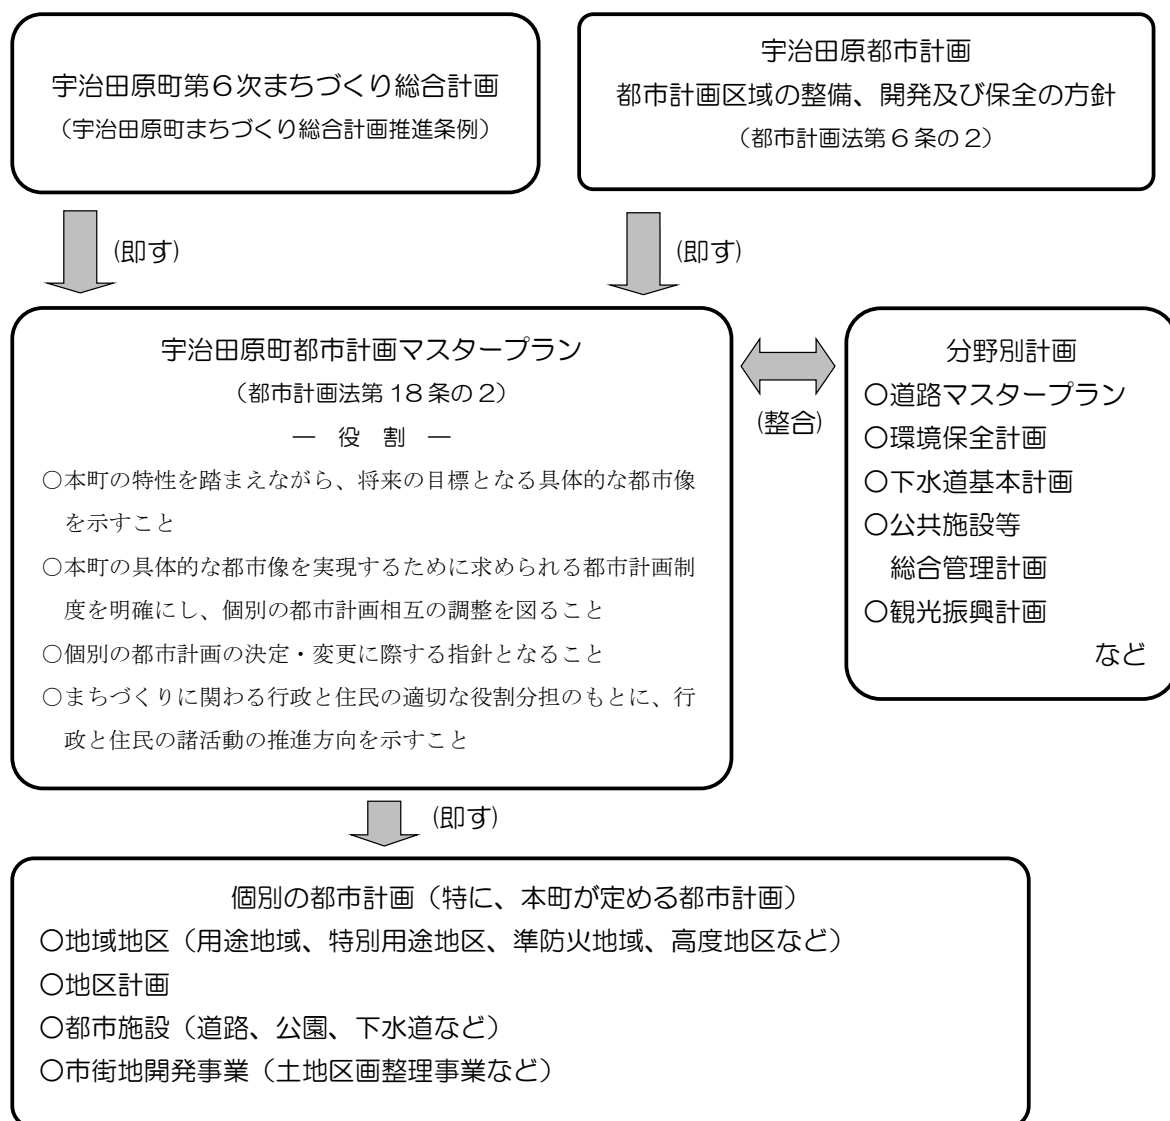 宇治田原町第６次まちづくり総合計画
（宇治田原町まちづくり総合計画推進条例）
宇治田原都市計画
都市計画区域の整備、開発及び保全の方針
（都市計画法第６条の２）
(即す)
(即す)
宇治田原町都市計画マスタープラン
（都市計画法第 18 条の２）
― 役 割 ―
○本町の特性を踏まえながら、将来の目標となる具体的な都市像
を示すこと
○本町の具体的な都市像を実現するために求められる都市計画制
度を明確にし、個別の都市計画相互の調整を図ること
○個別の都市計画の決定・変更に際する指針となること
○まちづくりに関わる行政と住民の適切な役割分担のもとに、行
政と住民の諸活動の推進方向を示すこと
(整合)
分野別計画
○道路マスタープラン
○環境保全計画
○下水道基本計画
○公共施設等
総合管理計画
○観光振興計画
など
(即す)
個別の都市計画（特に、本町が定める都市計画）
○地域地区（用途地域、特別用途地区、準防火地域、高度地区など）
○地区計画
○都市施設（道路、公園、下水道など）
○市街地開発事業（土地区画整理事業など）